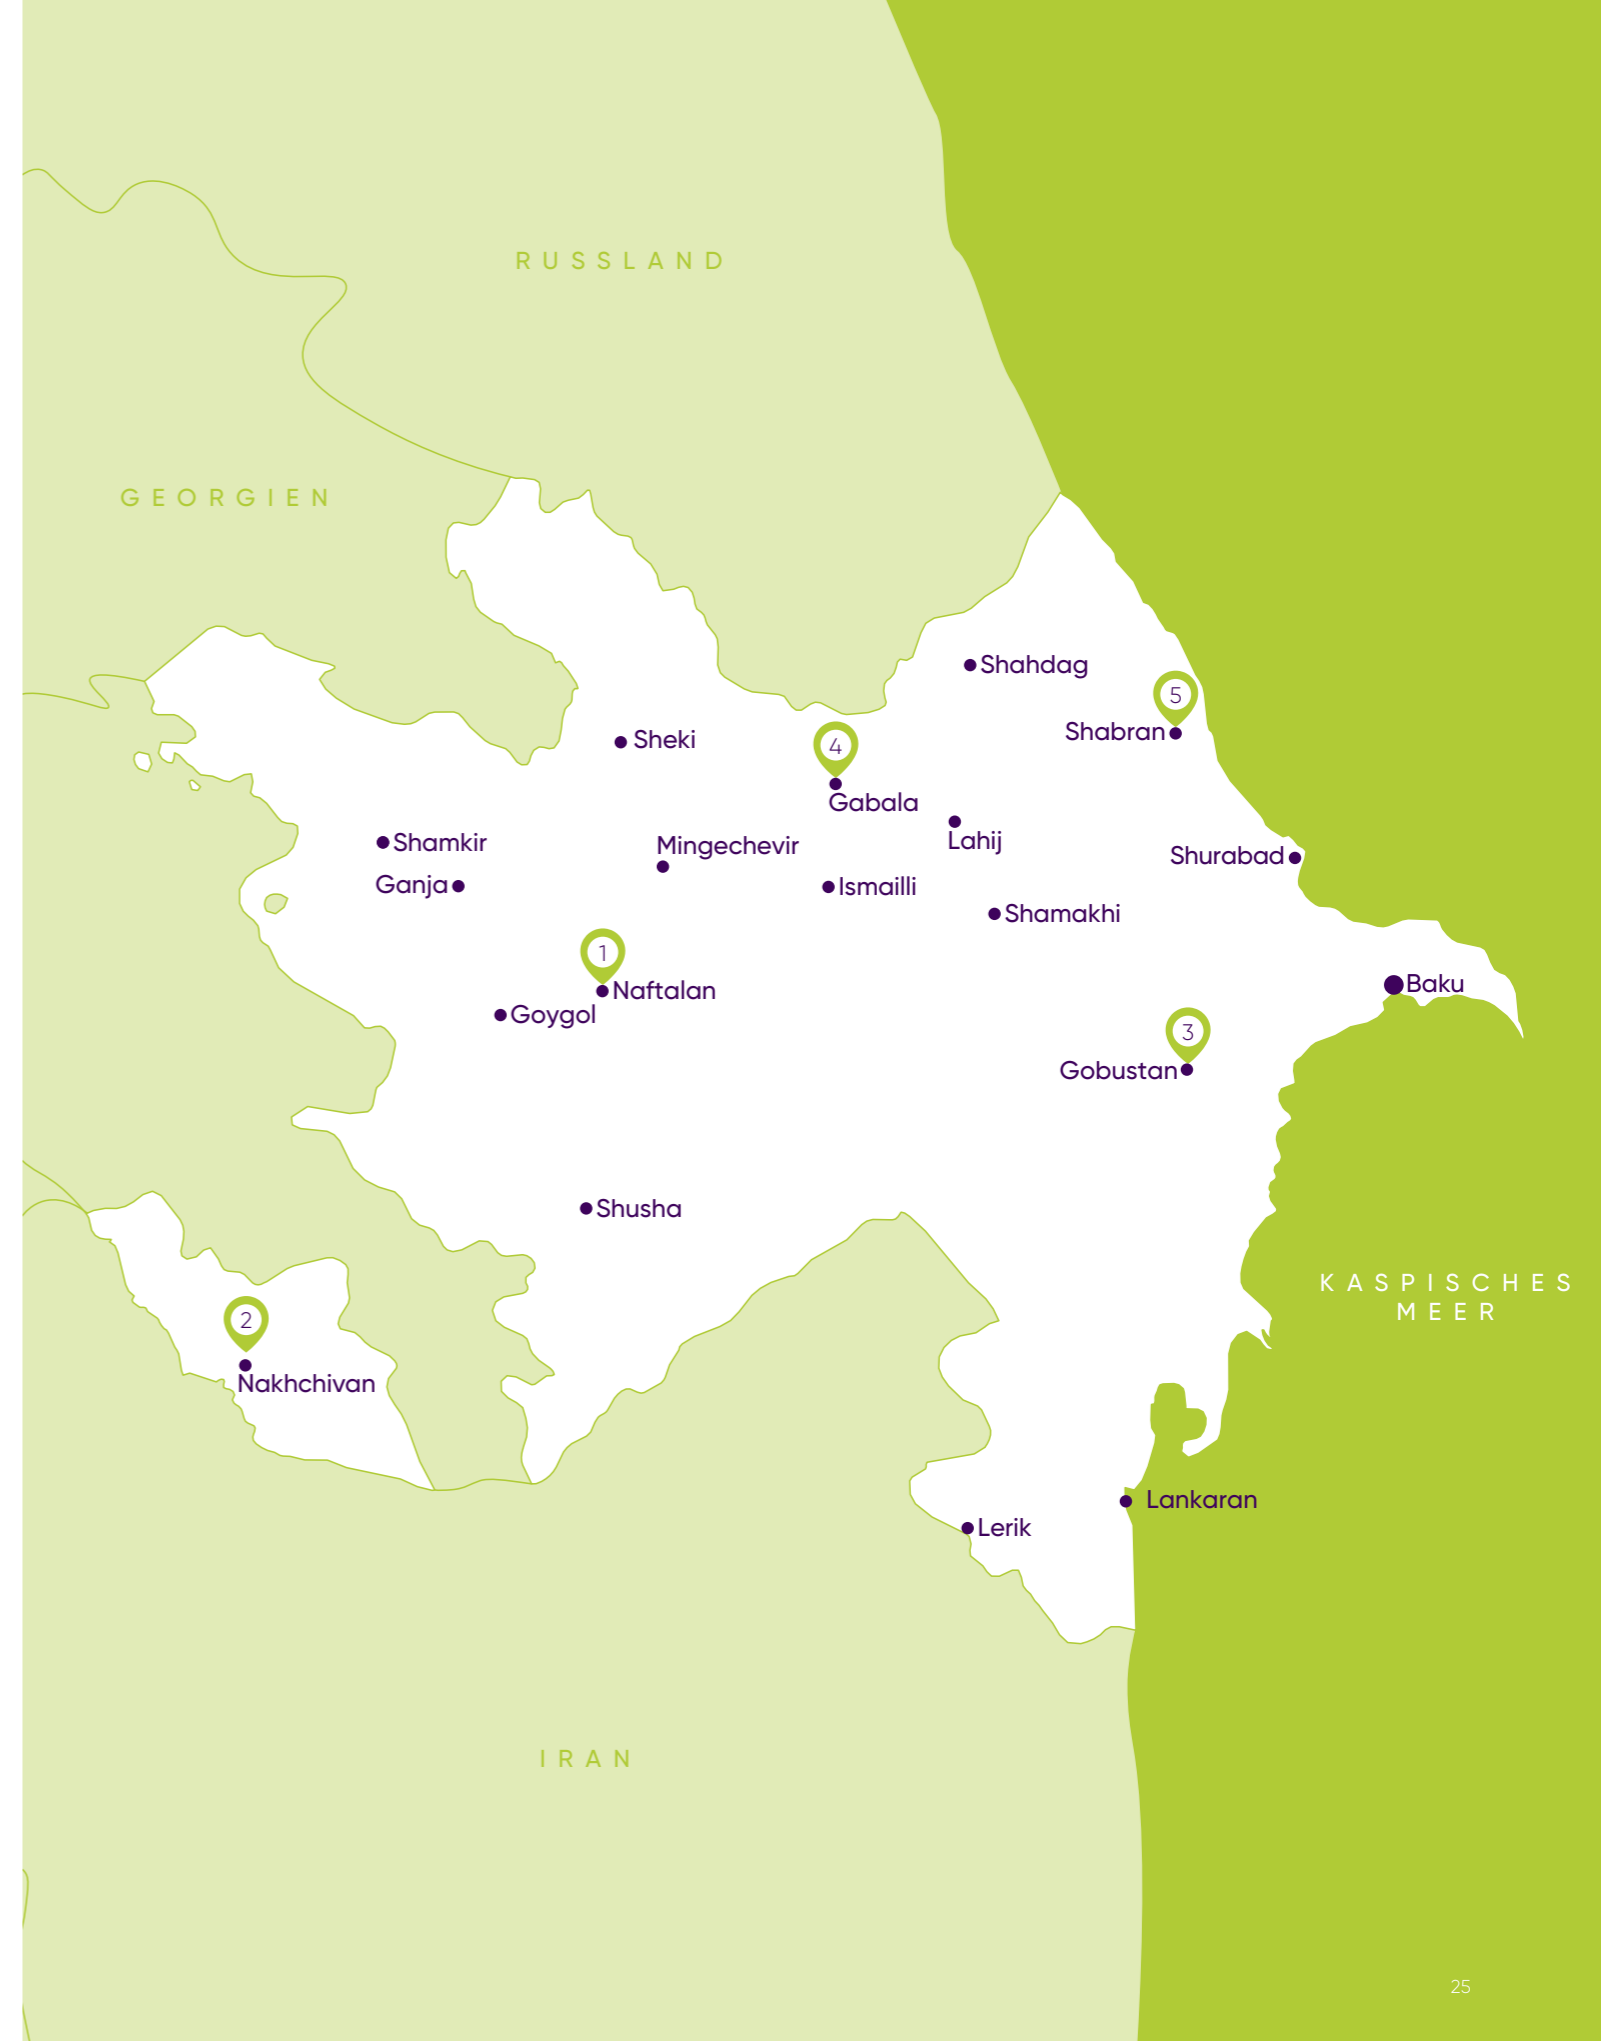 RUSSLAND
GEORGIEN
Shahdag
5
Shabran
Sheki
4
Gabala
Lahij
Shamkir
Mingechevir
Shurabad
Ganja
Ismailli
Shamakhi
1
Naftalan
Baku
Goygol
3
Gobustan
Shusha
KASPISCHES
MEER
2
Nakhchivan
Lankaran
Lerik
IRAN
25